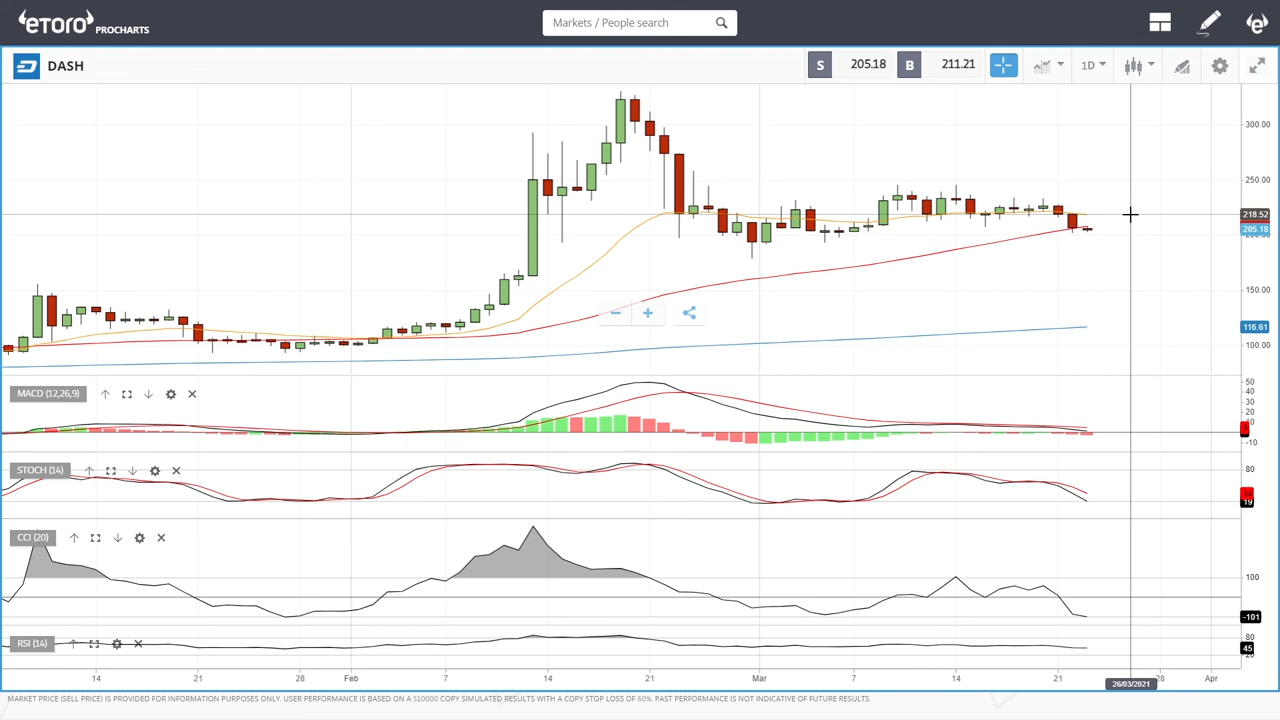 eToro PROCHARTS
Markets / People search
DASH
S 205.18 B 211.21
1D
300.00
250.00
218.52
205.18
150.00
116.61
100.00
MACD (12,26,9)
50
40
30
20
-10
STOCH (14)
80
19
CCI (20)
100
-101
RSI (14)
80
45
14 21 28 Feb 7 14 21 Mar 7 14 21 28 Apr
26/03/2021
MARKET PRICE (SELL PRICE) IS PROVIDED FOR INFORMATION PURPOSES ONLY. USER PERFORMANCE IS BASED ON A $10000 COPY SIMULATED RESULTS WITH A COPY STOP LOSS OF 60%. PAST PERFORMANCE IS NOT INDICATIVE OF FUTURE RESULTS.